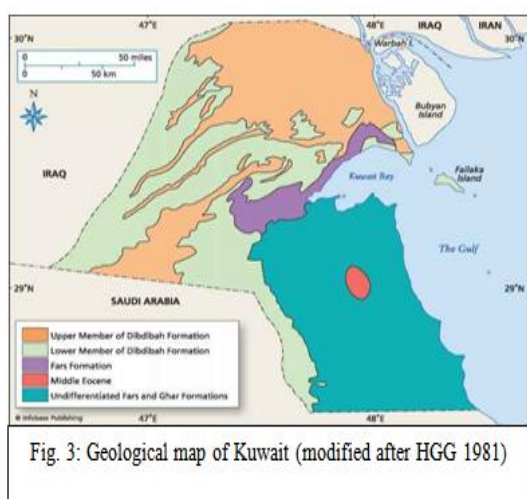 47°E
48°E
IRAQ
IRAN
30°N
30°N
0 50 miles
0 50 km
N
Warbah I.
Bubyan
Island
IRAQ
Kuwait Bay
Failaka
Island
The Gulf
29°N
29°N
SAUDI ARABIA
Upper Member of Dibdibah Formation
Lower Member of Dibdibah Formation
Fars Formation
Middle Eocene
Undifferentiated Fars and Ghar Formations
© Infobase Publishing
47°E
48°E
Fig. 3: Geological map of Kuwait (modified after HGG 1981)